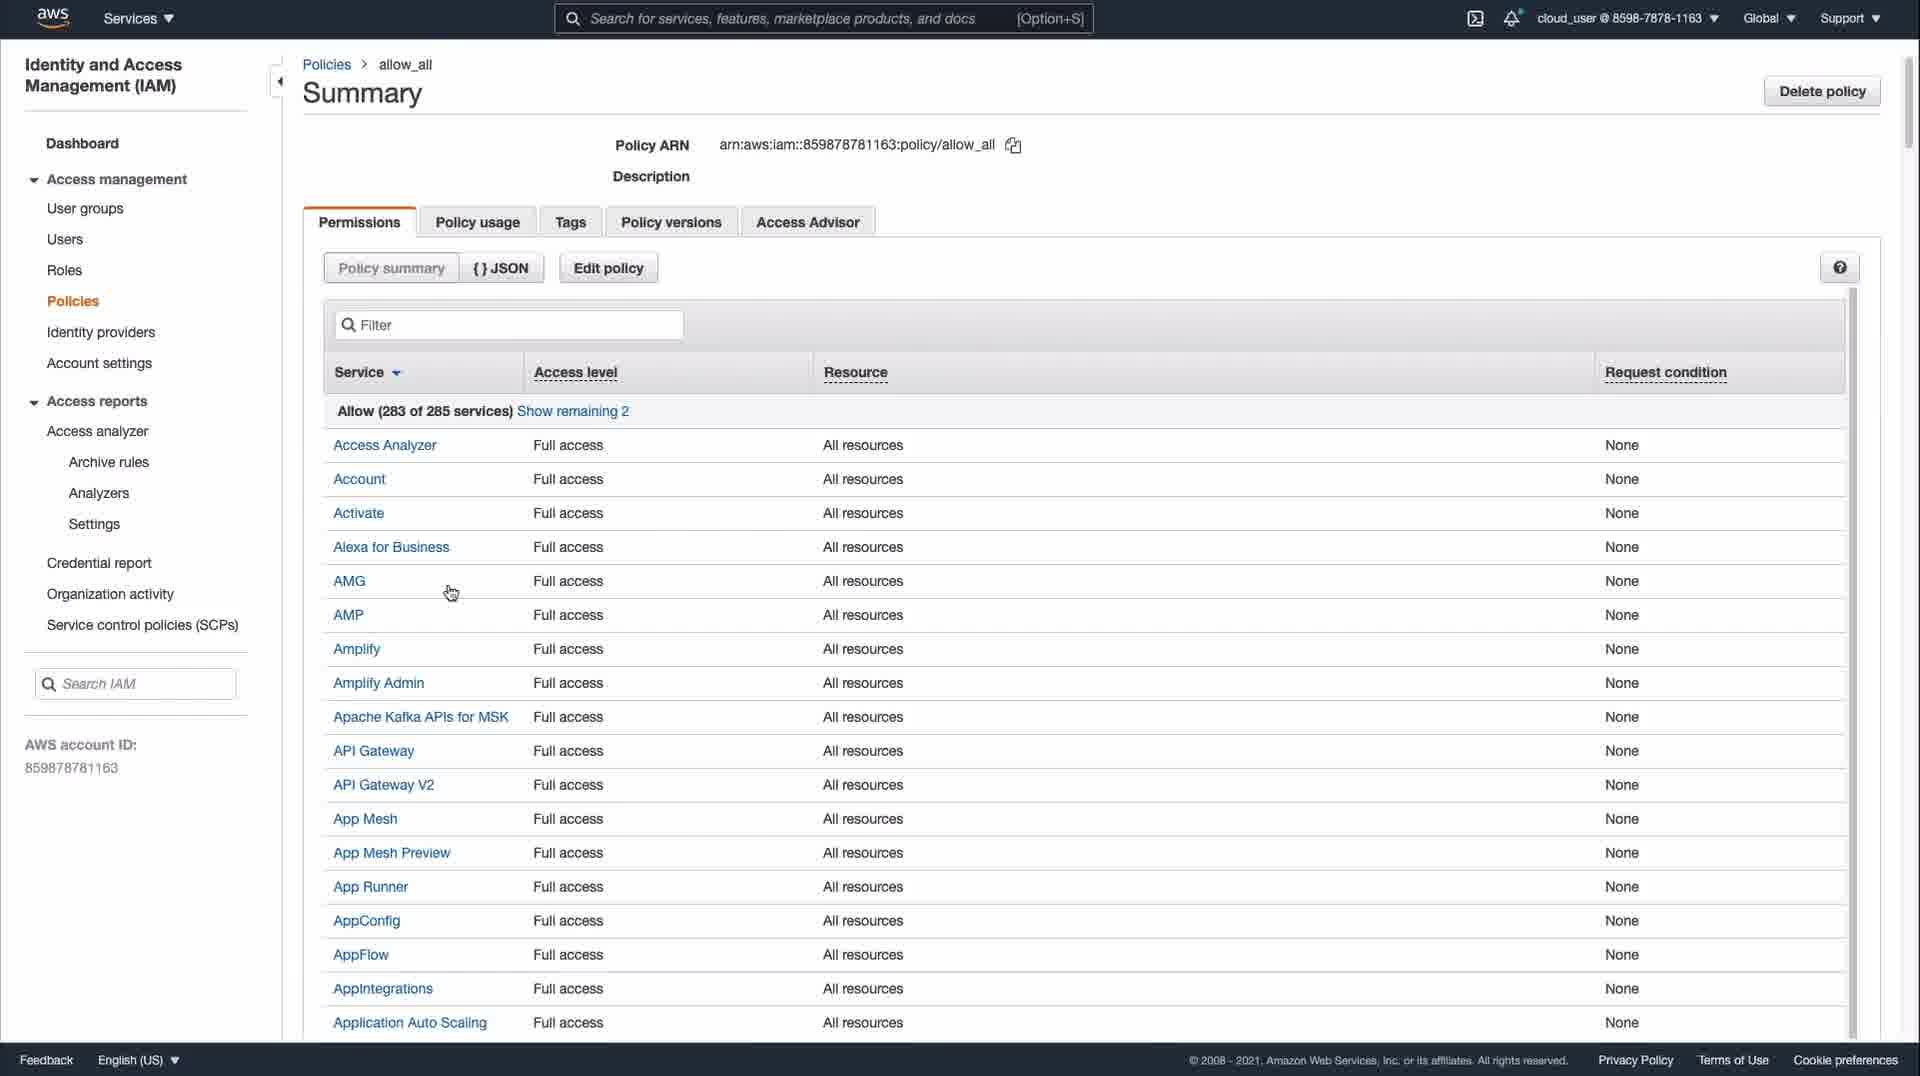 aws
Services
Search for services, features, marketplace products, and docs
[Option+S]
cloud_user @ 8598-7878-1163
Global
Support
Identity and Access
Management (IAM)
Dashboard
Access management
User groups
Users
Roles
Policies
Identity providers
Account settings
Access reports
Access analyzer
Archive rules
Analyzers
Settings
Credential report
Organization activity
Service control policies (SCPs)
Search IAM
AWS account ID:
859878781163
Policies > allow_all
Summary
Delete policy
Policy ARN arn:aws:iam::859878781163:policy/allow_all
Description
Permissions Policy usage Tags Policy versions Access Advisor
Policy summary { } JSON Edit policy
Filter
Service Access level Resource Request condition
Allow (283 of 285 services) Show remaining 2
Access Analyzer Full access All resources None
Account Full access All resources None
Activate Full access All resources None
Alexa for Business Full access All resources None
AMG Full access All resources None
AMP Full access All resources None
Amplify Full access All resources None
Amplify Admin Full access All resources None
Apache Kafka APIs for MSK Full access All resources None
API Gateway Full access All resources None
API Gateway V2 Full access All resources None
App Mesh Full access All resources None
App Mesh Preview Full access All resources None
App Runner Full access All resources None
AppConfig Full access All resources None
AppFlow Full access All resources None
AppIntegrations Full access All resources None
Application Auto Scaling Full access All resources None
Feedback English (US) © 2008 - 2021, Amazon Web Services, Inc. or its affiliates. All rights reserved. Privacy Policy Terms of Use Cookie preferences